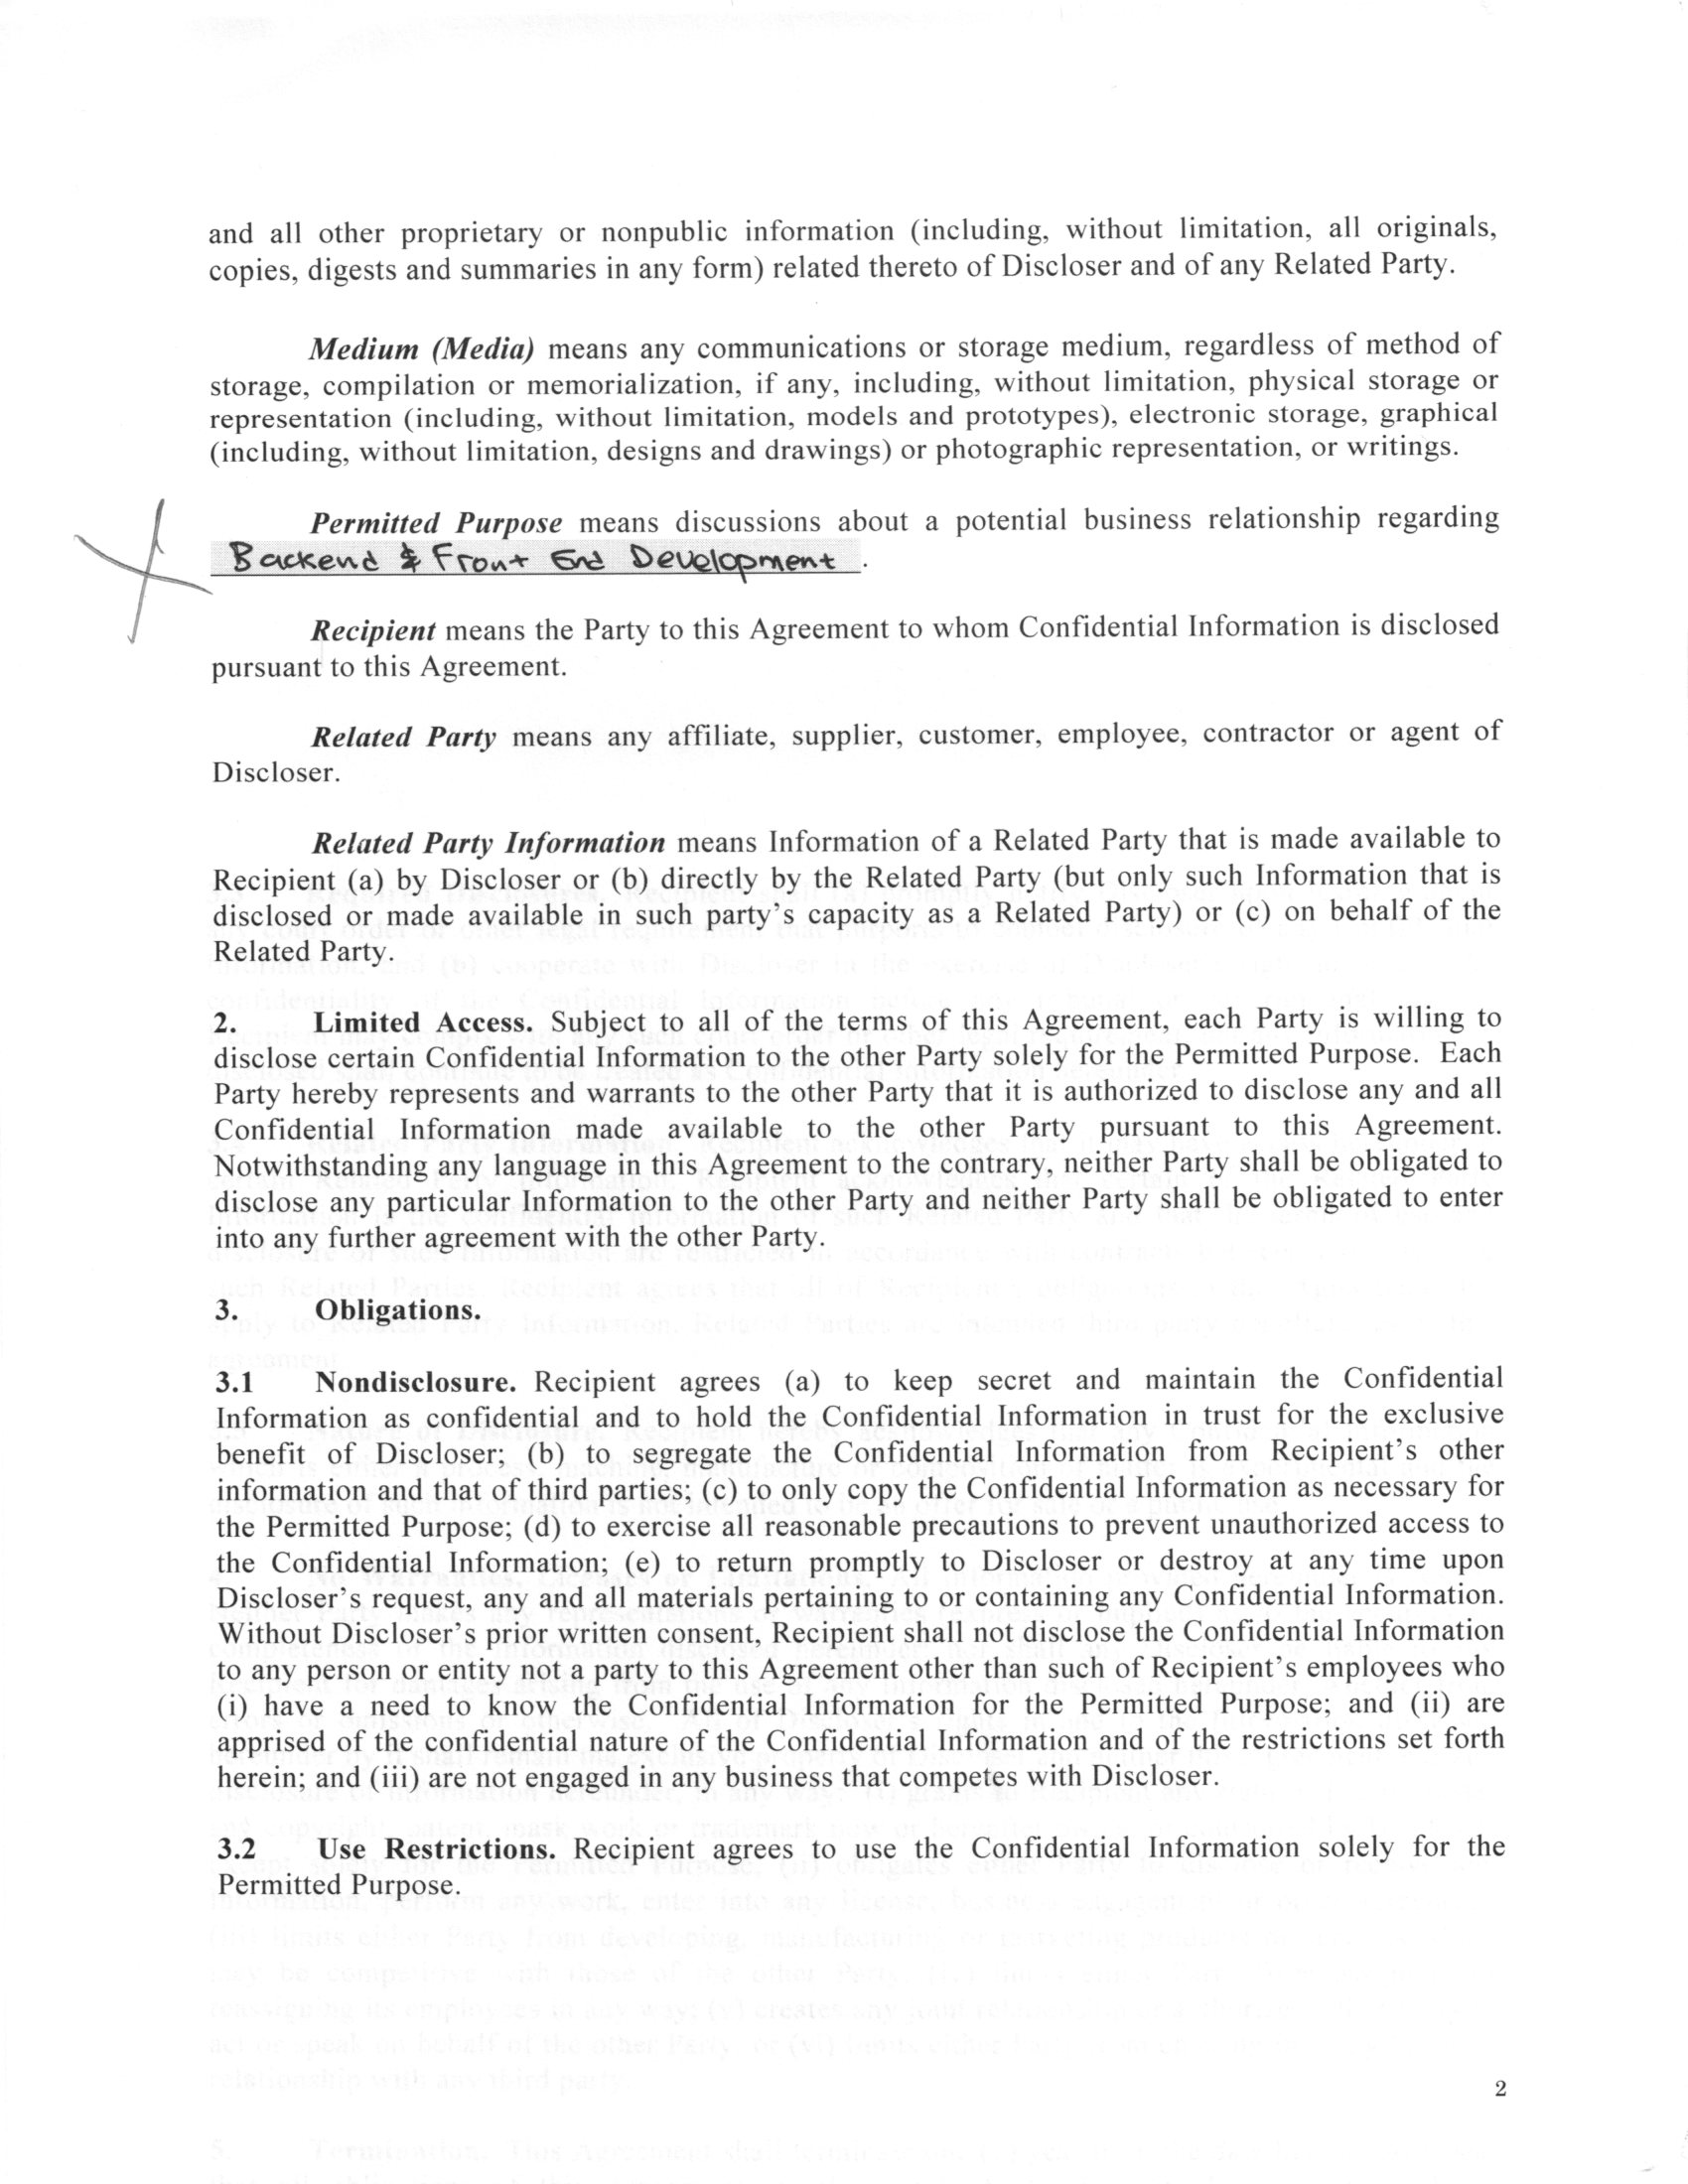 and all other proprietary or nonpublic information (including, without limitation, all originals,
copies, digests and summaries in any form) related thereto of Discloser and of any Related Party.
Medium (Media) means any communications or storage medium, regardless of method of
storage, compilation or memorialization, if any, including, without limitation, physical storage or
representation (including, without limitation, models and prototypes), electronic storage, graphical
(including, without limitation, designs and drawings) or photographic representation, or writings.
Permitted Purpose means discussions about a potential business relationship regarding
Backend & Front End Development .
Recipient means the Party to this Agreement to whom Confidential Information is disclosed
pursuant to this Agreement.
Related Party means any affiliate, supplier, customer, employee, contractor or agent of
Discloser.
Related Party Information means Information of a Related Party that is made available to
Recipient (a) by Discloser or (b) directly by the Related Party (but only such Information that is
disclosed or made available in such party's capacity as a Related Party) or (c) on behalf of the
Related Party.
2. Limited Access. Subject to all of the terms of this Agreement, each Party is willing to
disclose certain Confidential Information to the other Party solely for the Permitted Purpose. Each
Party hereby represents and warrants to the other Party that it is authorized to disclose any and all
Confidential Information made available to the other Party pursuant to this Agreement.
Notwithstanding any language in this Agreement to the contrary, neither Party shall be obligated to
disclose any particular Information to the other Party and neither Party shall be obligated to enter
into any further agreement with the other Party.
3. Obligations.
3.1 Nondisclosure. Recipient agrees (a) to keep secret and maintain the Confidential
Information as confidential and to hold the Confidential Information in trust for the exclusive
benefit of Discloser; (b) to segregate the Confidential Information from Recipient's other
information and that of third parties; (c) to only copy the Confidential Information as necessary for
the Permitted Purpose; (d) to exercise all reasonable precautions to prevent unauthorized access to
the Confidential Information; (e) to return promptly to Discloser or destroy at any time upon
Discloser's request, any and all materials pertaining to or containing any Confidential Information.
Without Discloser's prior written consent, Recipient shall not disclose the Confidential Information
to any person or entity not a party to this Agreement other than such of Recipient's employees who
(i) have a need to know the Confidential Information for the Permitted Purpose; and (ii) are
apprised of the confidential nature of the Confidential Information and of the restrictions set forth
herein; and (iii) are not engaged in any business that competes with Discloser.
3.2 Use Restrictions. Recipient agrees to use the Confidential Information solely for the
Permitted Purpose.
2